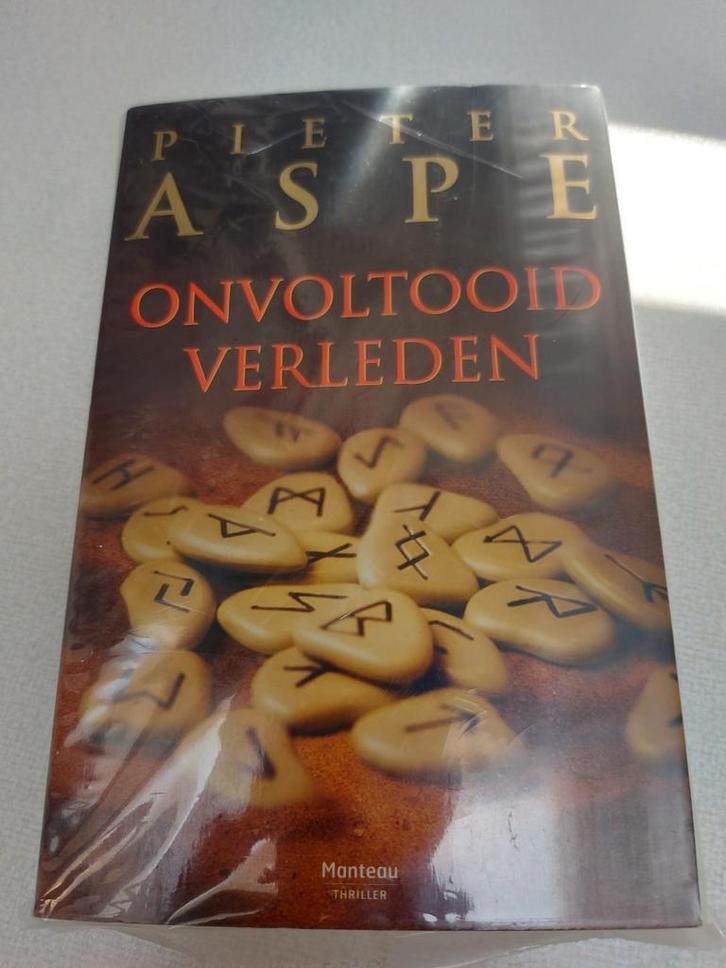 PIETER
ASPE
ONVOLTOOID
VERLEDEN
Manteau
THRILLER